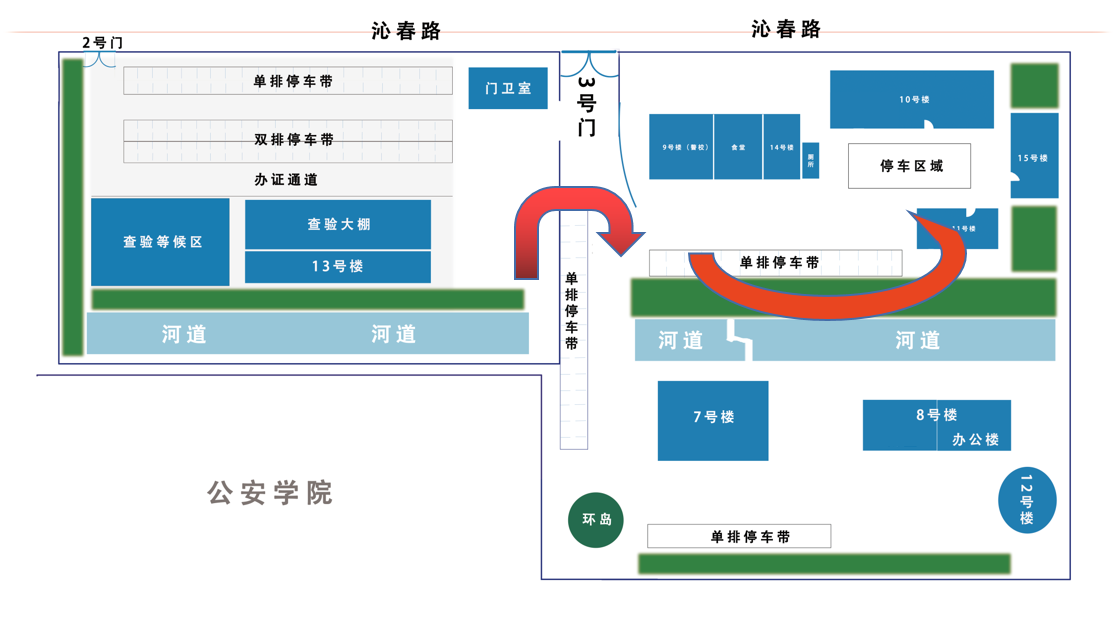 沁春路
沁春路
2号门
单排停车带
门卫室
3号门
10号楼
双排停车带
9号楼（警校）
食堂
14号楼
厕所
停车区域
15号楼
办证通道
查验等候区
查验大棚
13号楼
11号楼
单排停车带
单排停车带
河道
河道
河道
河道
7号楼
8号楼
办公楼
公安学院
12号楼
环岛
单排停车带